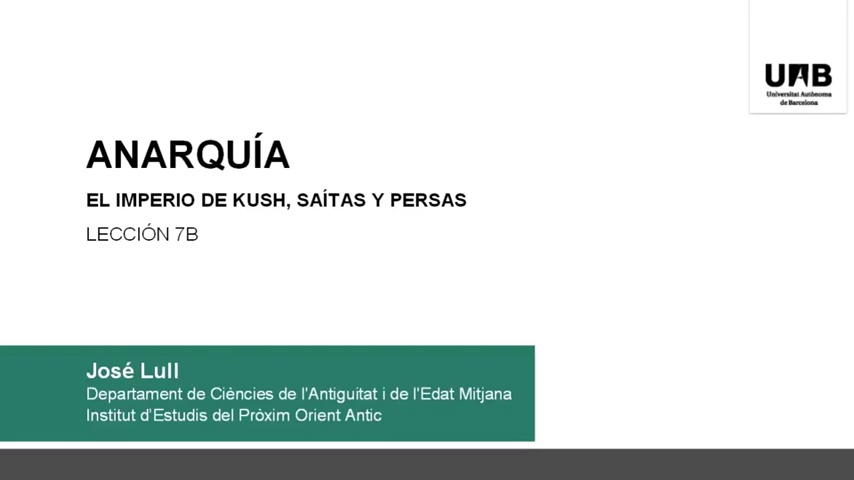 UAB
Universitat Autònoma
de Barcelona
ANARQUÍA
EL IMPERIO DE KUSH, SAÍTAS Y PERSAS
LECCIÓN 7B
José Lull
Departament de Ciències de l'Antiguitat i de l'Edat Mitjana
Institut d'Estudis del Pròxim Orient Antic